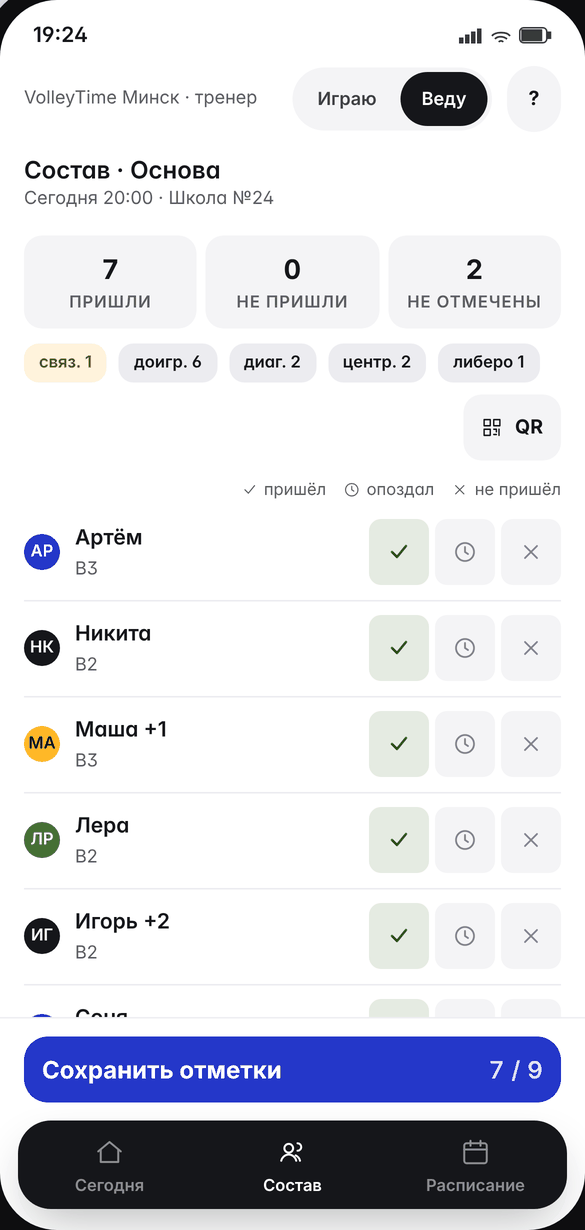 19:24
VolleyTime Минск · тренер
Играю
Веду
?
Состав · Основа
Сегодня 20:00 · Школа №24
7
ПРИШЛИ
0
НЕ ПРИШЛИ
2
НЕ ОТМЕЧЕНЫ
связ. 1
доигр. 6
диаг. 2
центр. 2
либеро 1
QR
пришёл
опоздал
не пришёл
АР
Артём
B3
НК
Никита
B2
МА
Маша +1
B3
ЛР
Лера
B2
ИГ
Игорь +2
B2
Соня
Сохранить отметки
7 / 9
Сегодня
Состав
Расписание